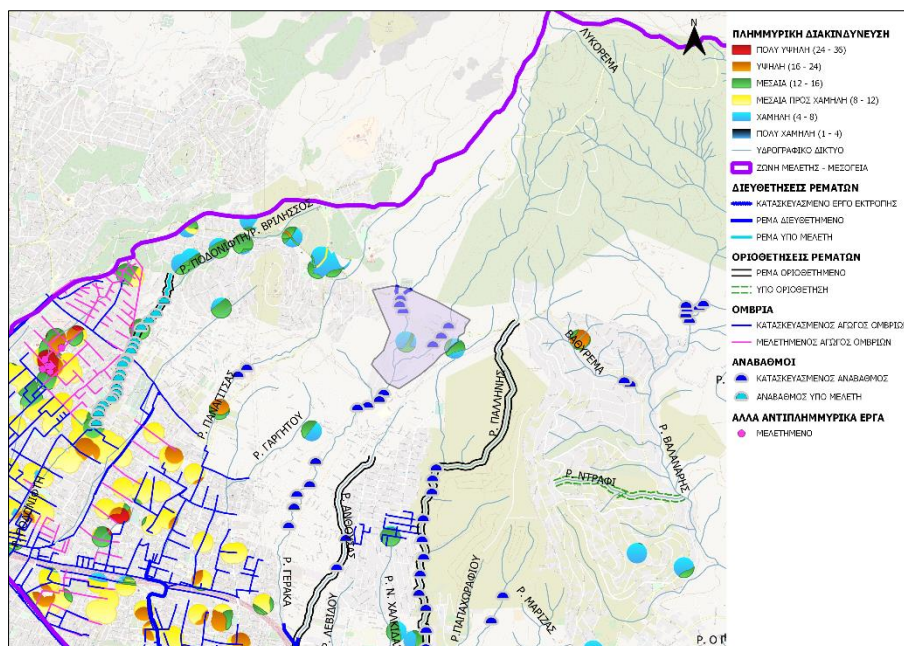 N
ΛΥΚΟΡΕΜΑ
Ρ. ΠΟΔΟΝΙΦΤΗ/Ρ. ΒΡΙΛΗΣΣΟΣ
ΒΑΘΥΡΕΜΑ
Ρ. ΠΑΝΑΓΙΤΣΑΣ
Ρ. ΓΑΡΓΗΤΟΥ
Ρ. ΠΑΛΛΗΝΗΣ
Ρ. ΒΑΛΑΝΑΡΗΣ
Ρ. ΝΤΡΑΦΙ
Ρ. ΑΝΘΟΥΣΑΣ
Ρ. ΓΕΡΑΚΑ
Ρ. ΛΕΒΙΔΟΥ
Ρ. Ν. ΧΑΛΚΙΔΑΣ
Ρ.ΠΑΠΑΧΩΡΑΦΙΟΥ
Ρ. ΜΑΡΙΖΑΣ
ΠΛΗΜΜΥΡΙΚΗ ΔΙΑΚΙΝΔΥΝΕΥΣΗ
ΠΟΛΥ ΥΨΗΛΗ (24 - 36)
ΥΨΗΛΗ (16 - 24)
ΜΕΣΑΙΑ (12 - 16)
ΜΕΣΑΙΑ ΠΡΟΣ ΧΑΜΗΛΗ (8 - 12)
ΧΑΜΗΛΗ (4 - 8)
ΠΟΛΥ ΧΑΜΗΛΗ (1 - 4)
ΥΔΡΟΓΡΑΦΙΚΟ ΔΙΚΤΥΟ
ΖΩΝΗ ΜΕΛΕΤΗΣ - ΜΕΣΟΓΕΙΑ
ΔΙΕΥΘΕΤΗΣΕΙΣ ΡΕΜΑΤΩΝ
ΚΑΤΑΣΚΕΥΑΣΜΕΝΟ ΕΡΓΟ ΕΚΤΡΟΠΗΣ
ΡΕΜΑ ΔΙΕΥΘΕΤΗΜΕΝΟ
ΡΕΜΑ ΥΠΟ ΜΕΛΕΤΗ
ΟΡΙΟΘΕΤΗΣΕΙΣ ΡΕΜΑΤΩΝ
ΡΕΜΑ ΟΡΙΟΘΕΤΗΜΕΝΟ
ΥΠΟ ΟΡΙΟΘΕΤΗΣΗ
ΟΜΒΡΙΑ
ΚΑΤΑΣΚΕΥΑΣΜΕΝΟΣ ΑΓΩΓΟΣ ΟΜΒΡΙΩΝ
ΜΕΛΕΤΗΜΕΝΟΣ ΑΓΩΓΟΣ ΟΜΒΡΙΩΝ
ΑΝΑΒΑΘΜΟΙ
ΚΑΤΑΣΚΕΥΑΣΜΕΝΟΣ ΑΝΑΒΑΘΜΟΣ
ΑΝΑΒΑΘΜΟΣ ΥΠΟ ΜΕΛΕΤΗ
ΑΛΛΑ ΑΝΤΙΠΛΗΜΜΥΡΙΚΑ ΕΡΓΑ
ΜΕΛΕΤΗΜΕΝΟ